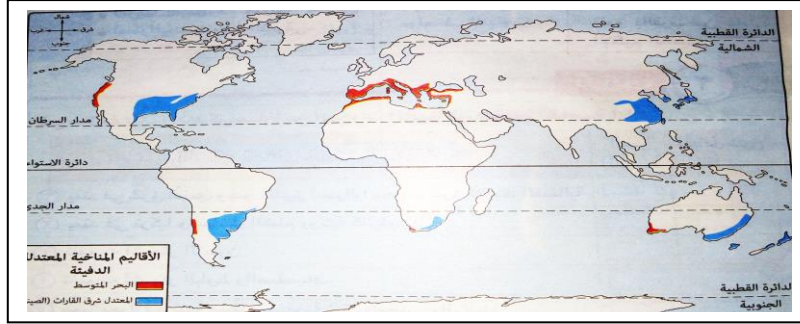 شمال
شرق
غرب
جنوب
الدائرة القطبية
الشمالية
مدار السرطان
دائرة الاستواء
مدار الجدي
الأقاليم المناخية المعتدلة
الدفيئة
البحر المتوسط
المعتدل شرق القارات (الصين
الدائرة القطبية
الجنوبية